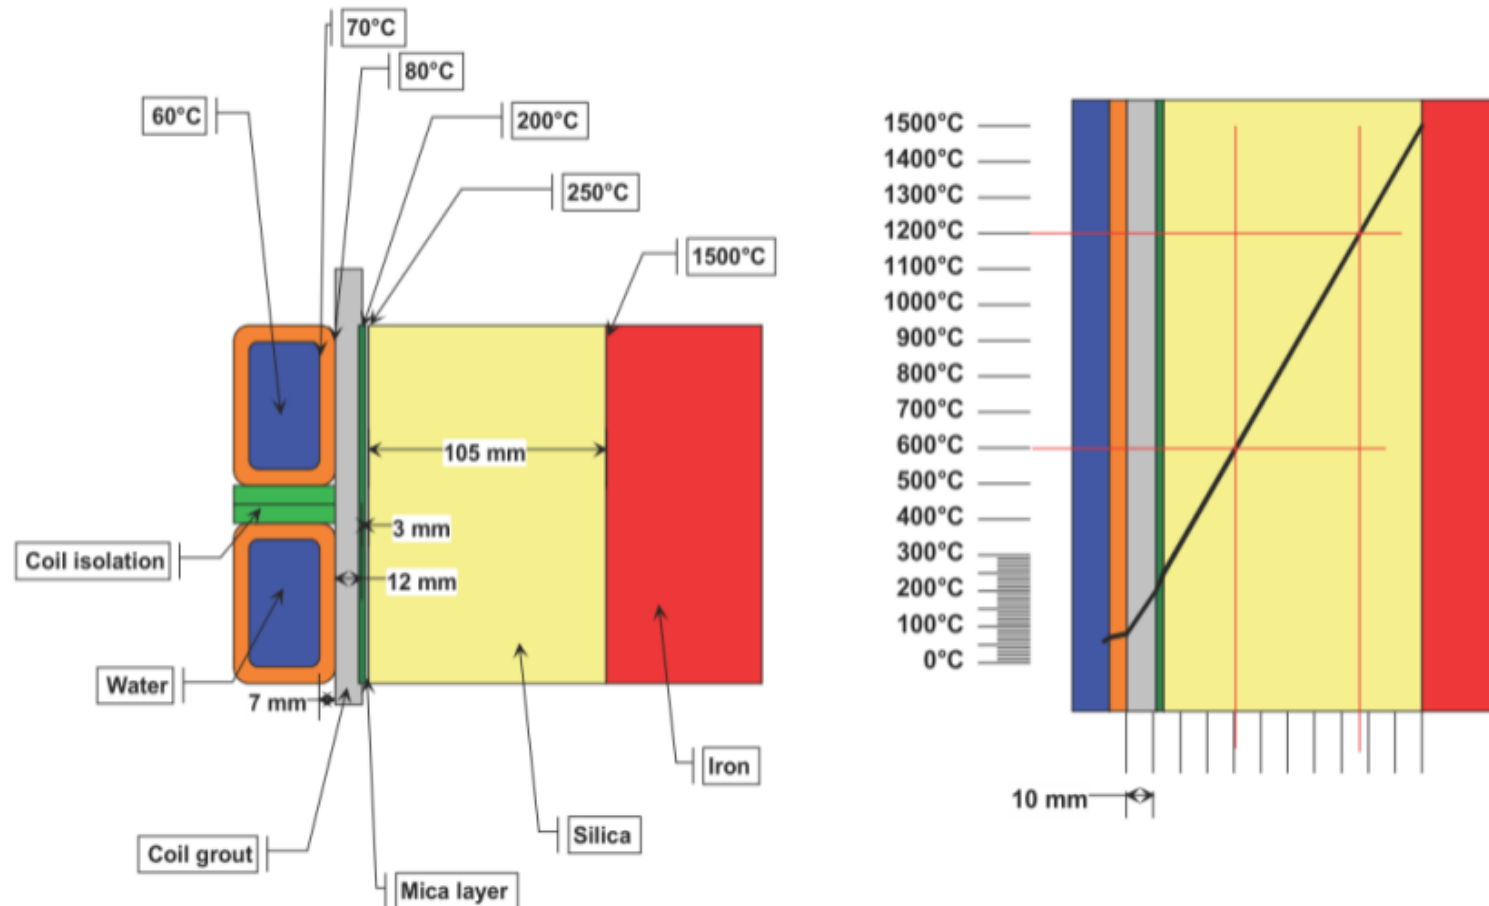 70°C
80°C
60°C
200°C
250°C
1500°C
105 mm
3 mm
Coil isolation
12 mm
Water
7 mm
Iron
Silica
Coil grout
Mica layer
1500°C
1400°C
1300°C
1200°C
1100°C
1000°C
900°C
800°C
700°C
600°C
500°C
400°C
300°C
200°C
100°C
0°C
10 mm